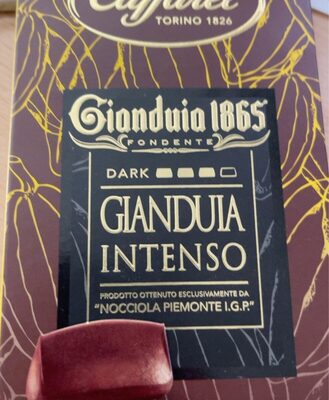 Caffarel
TORINO 1826
Gianduia 1865
FONDENTE
DARK
GIANDUIA
INTENSO
PRODOTTO OTTENUTO ESCLUSIVAMENTE DA
"NOCCIOLA PIEMONTE I.G.P."